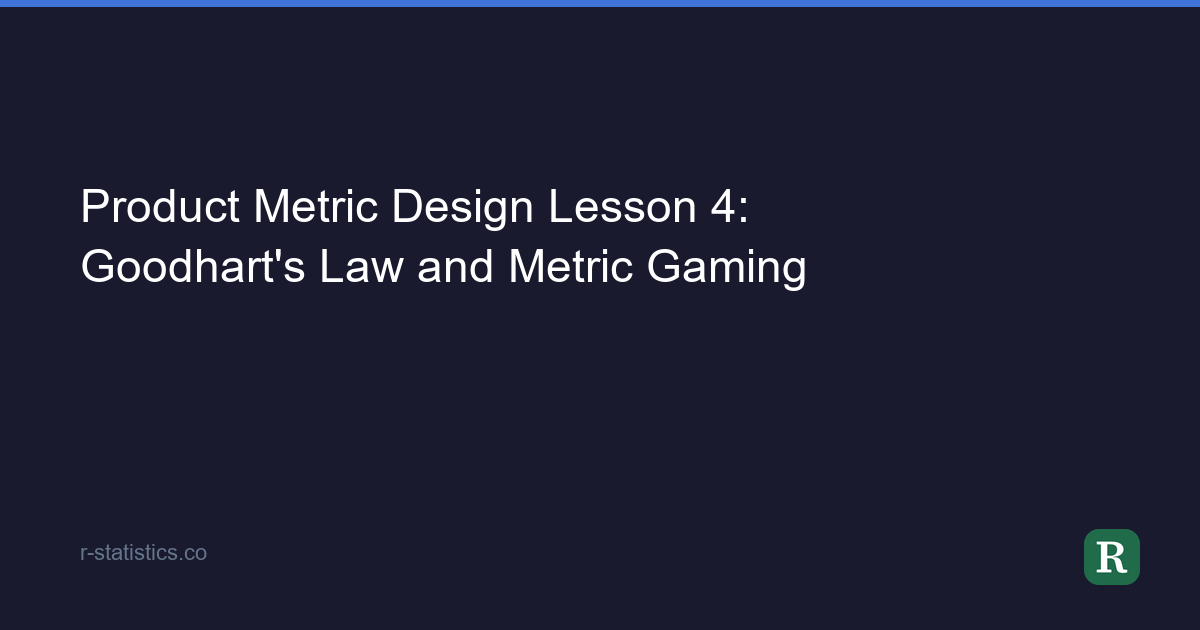 Product Metric Design Lesson 4:
Goodhart's Law and Metric Gaming
r-statistics.co
R